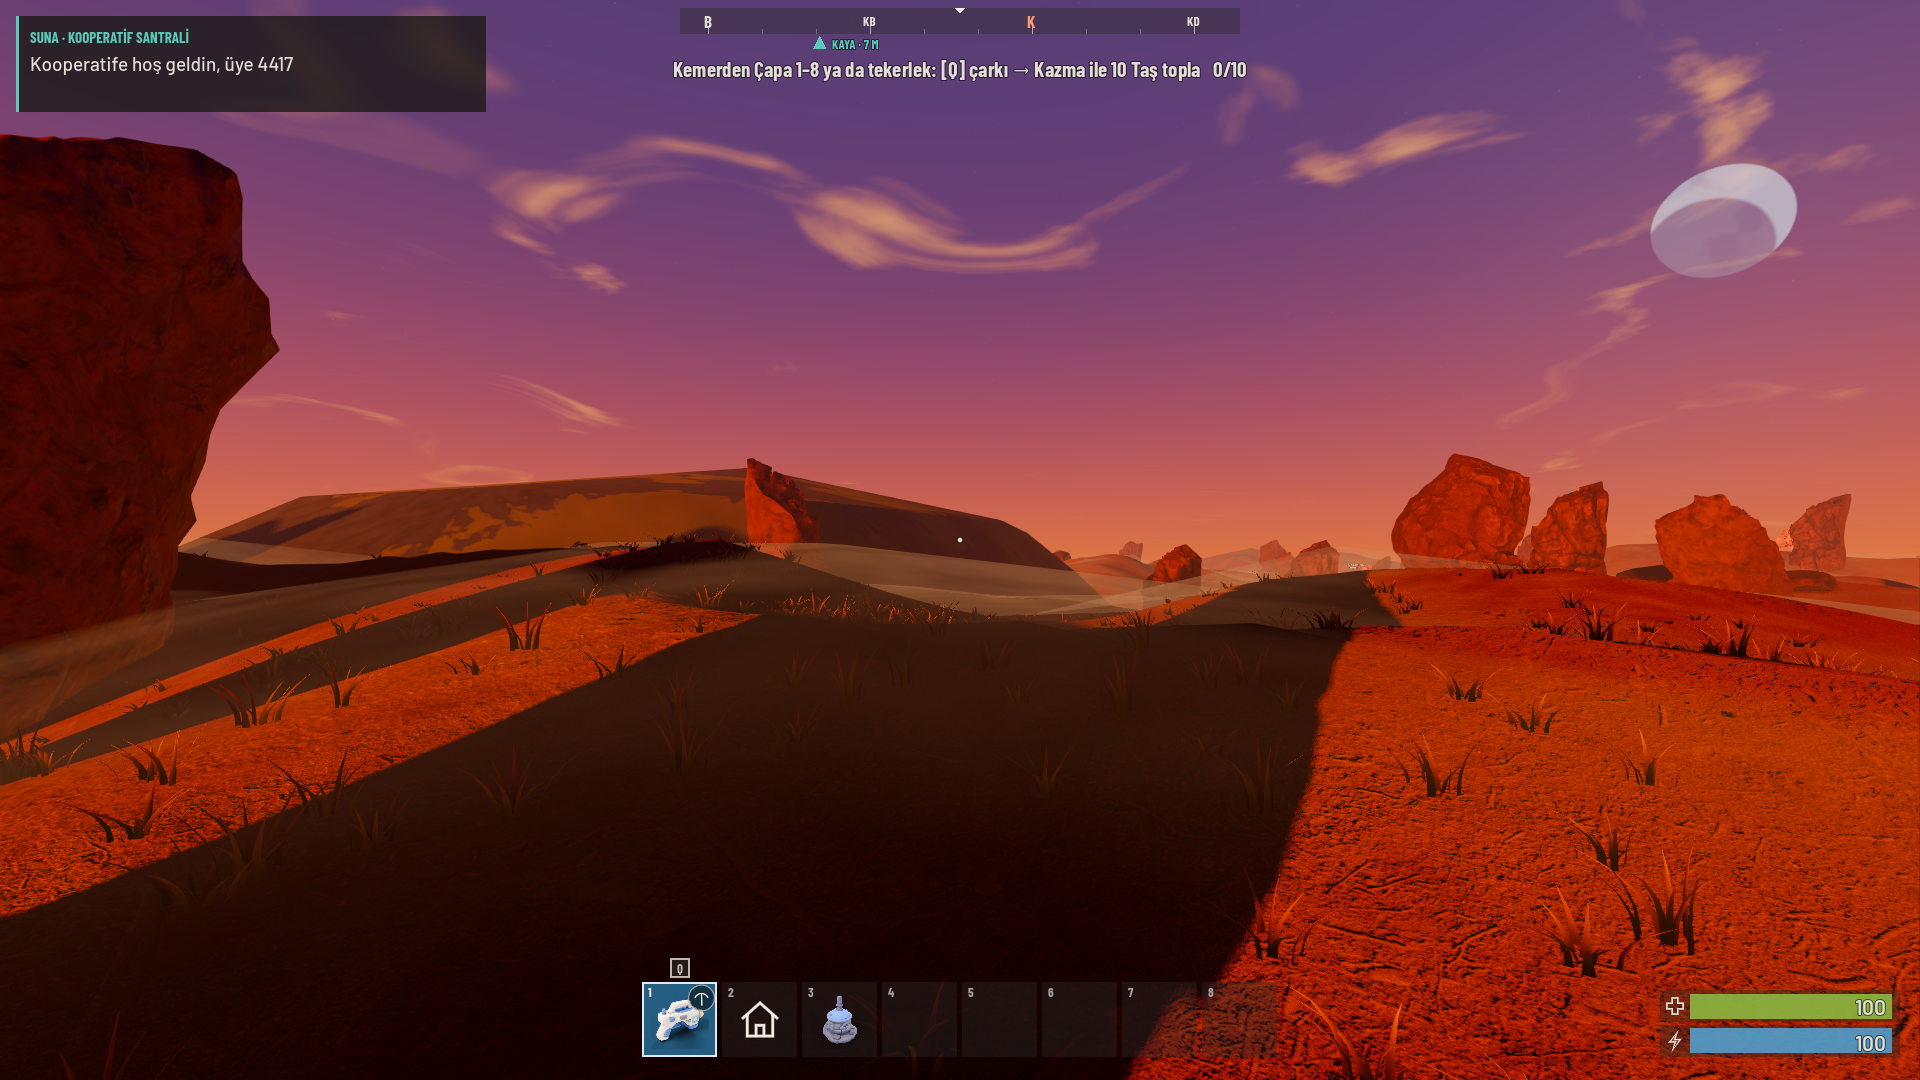 SUNA · KOOPERATİF SANTRALİ
Kooperatife hoş geldin, üye 4417
B KB K KD
KAYA · 7 M
Kemerden Çapa 1-8 ya da tekerlek: [Q] çarkı → Kazma ile 10 Taş topla 0/10
Q
1 2 3 4 5 6 7 8
100
100